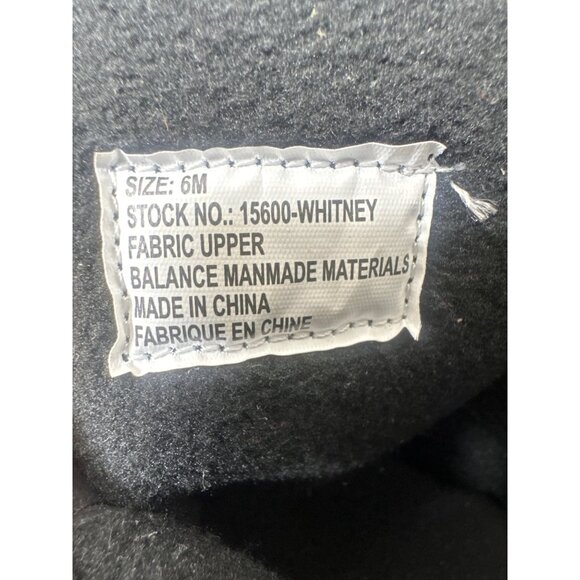 SIZE: 6M
STOCK NO.: 15600-WHITNEY
FABRIC UPPER
BALANCE MANMADE MATERIALS
MADE IN CHINA
FABRIQUE EN CHINE